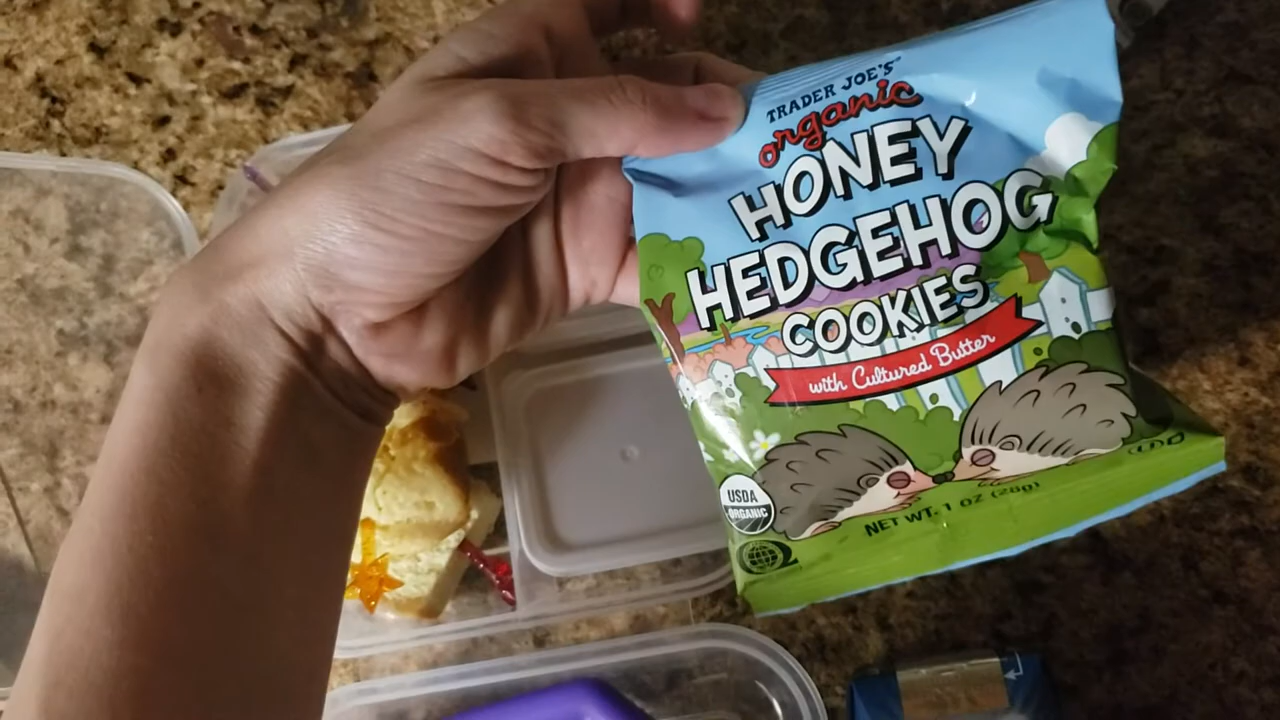 TRADER JOE'S
organic
HONEY
HEDGEHOG
COOKIES
with Cultured Butter
USDA
ORGANIC
NET WT. 1 OZ (28g)